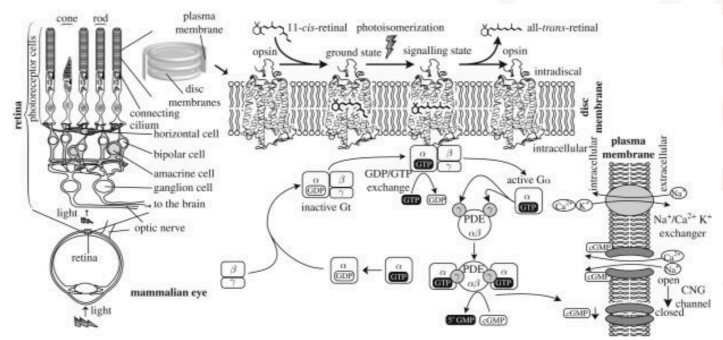 cone
rod
plasma
membrane
disc
membranes
retina
photoreceptor cells
connecting
cilium
horizontal cell
bipolar cell
amacrine cell
ganglion cell
to the brain
light
optic nerve
retina
mammalian eye
light
11-cis-retinal
photoisomerization
all-trans-retinal
opsin
ground state
signalling state
opsin
intradiscal
intracellular
disc
membrane
α
GDP
β
γ
inactive Gt
α
GTP
β
γ
GDP/GTP
exchange
GTP
GDP
active Gα
α
GTP
γ
γ
PDE
αβ
β
γ
α
GDP
α
GTP
α
GTP
γ
PDE
αβ
γ
α
GTP
5' GMP
cGMP
cGMP
plasma
membrane
intracellular
extracellular
Na⁺
Ca²⁺
K⁺
Na⁺/Ca²⁺ K⁺
exchanger
cGMP
Ca²⁺
Na⁺
cGMP
open
CNG
channel
closed